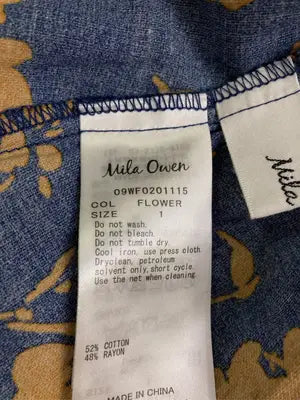 Mila Owen
09WF0201115
COL FLOWER
SIZE 1
Do not wash.
Do not bleach.
Do not tumble dry.
Cool iron, use press cloth.
Dryclean, petroleum
solvent only, short cycle.
Use the net when cleaning.
52% COTTON
48% RAYON
MADE IN CHINA
Mila